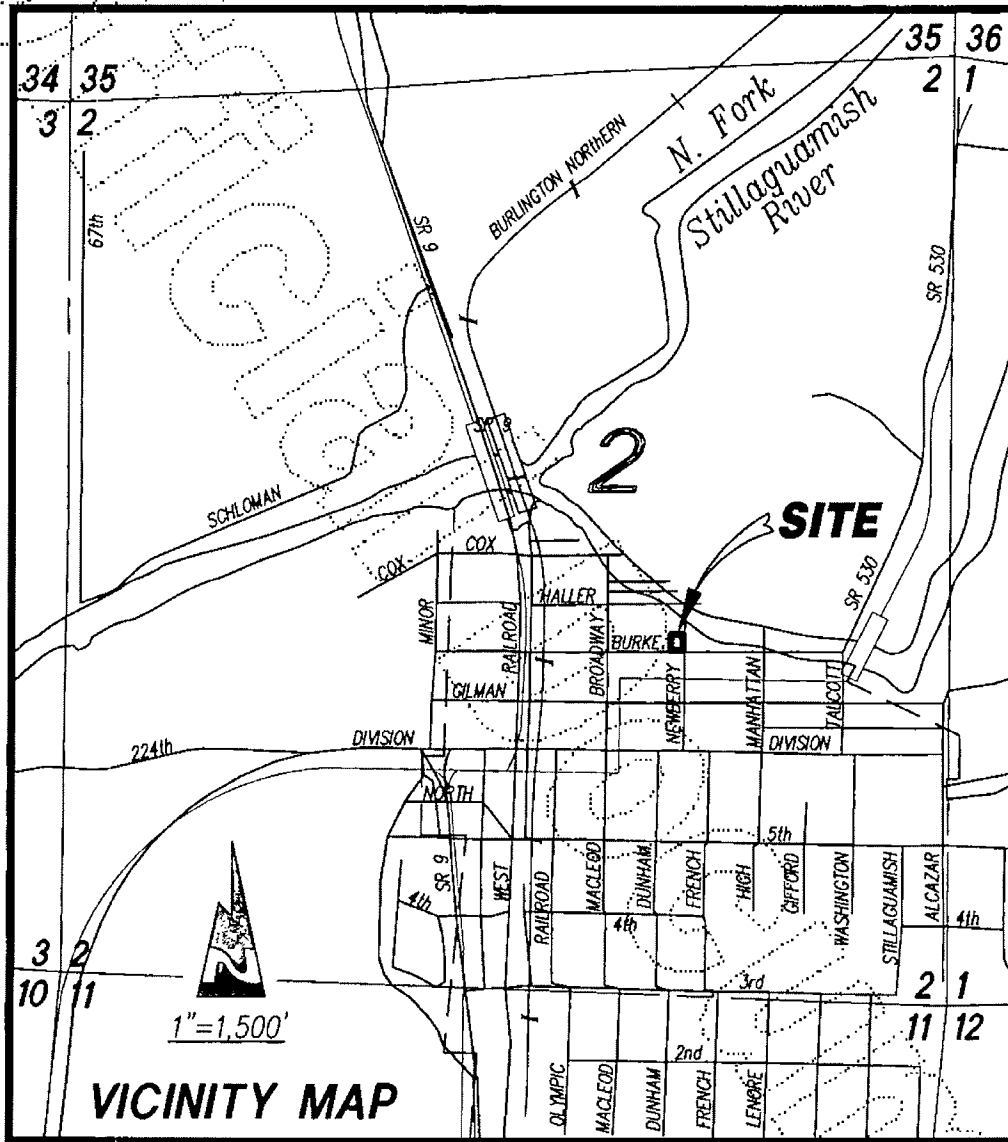 34 35
35 36
3 2
2 1
67th
SR 9
BURLINGTON NORthERN
N. Fork
Stillaguamish
River
SR 530
SR 9
2
SITE
SCHLOMAN
COX
COX
HALLER
SR 530
MINOR
RAILROAD
BROADWAY
BURKE
NEWBERRY
MANHATTAN
TALCOTT
GILMAN
224th
DIVISION
DIVISION
NORTH
5th
SR 9
WEST
RAILROAD
MACLEOD
DUNHAM
FRENCH
HIGH
GIFFORD
WASHINGTON
STILLAGUAMISH
ALCAZAR
4th
4th
4th
3 2
10 11
3rd
2 1
11 12
1"=1,500'
2nd
OLYMPIC
MACLEOD
DUNHAM
FRENCH
LENORE
VICINITY MAP